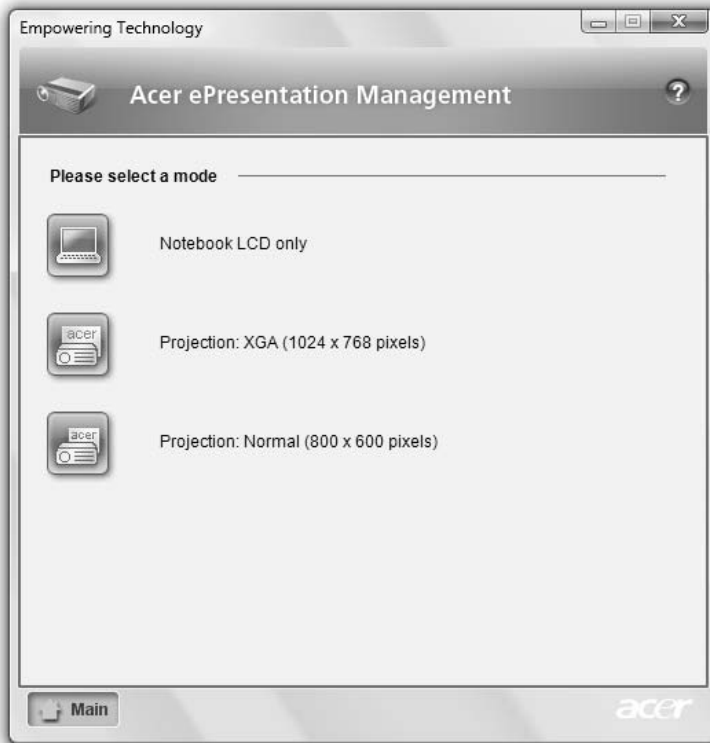 Empowering Technology
Acer ePresentation Management
?
Please select a mode
Notebook LCD only
acer
Projection: XGA (1024 x 768 pixels)
acer
Projection: Normal (800 x 600 pixels)
Main
acer